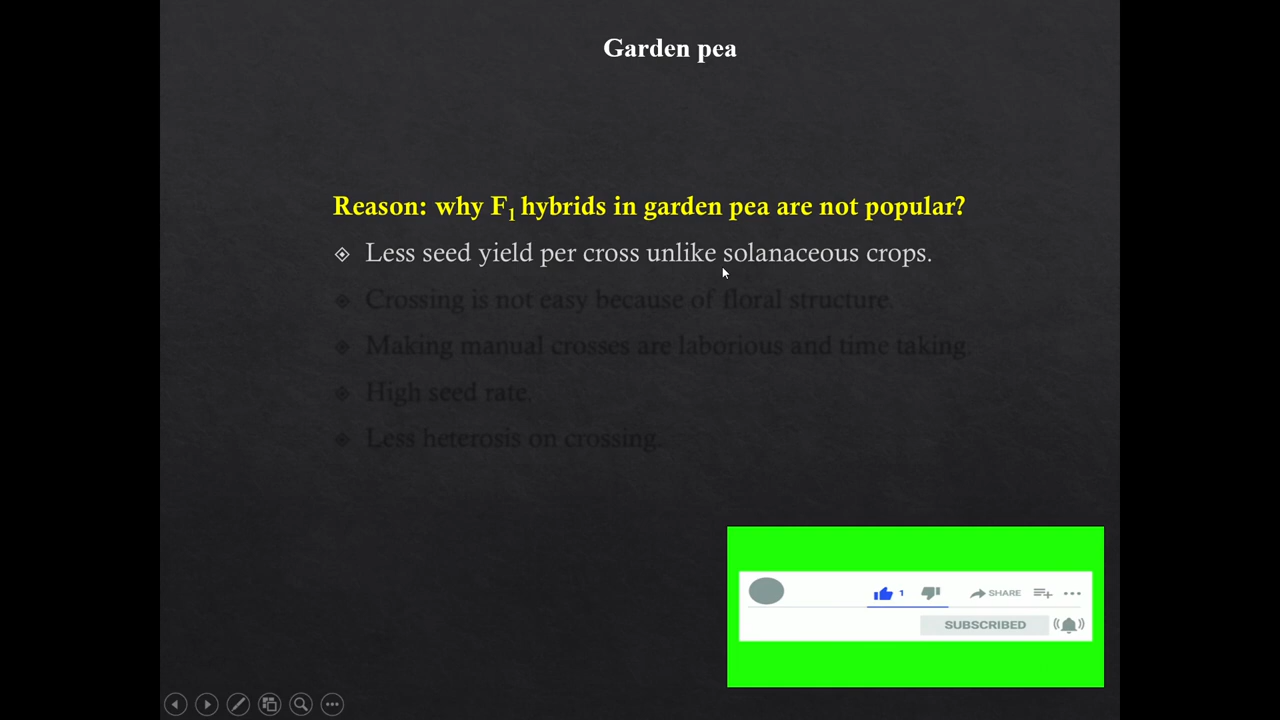 Garden pea
Reason: why F1 hybrids in garden pea are not popular?
Less seed yield per cross unlike solanaceous crops.
Crossing is not easy because of floral structure.
Making manual crosses are laborious and time taking.
High seed rate.
Less heterosis on crossing.
1 SHARE
SUBSCRIBED